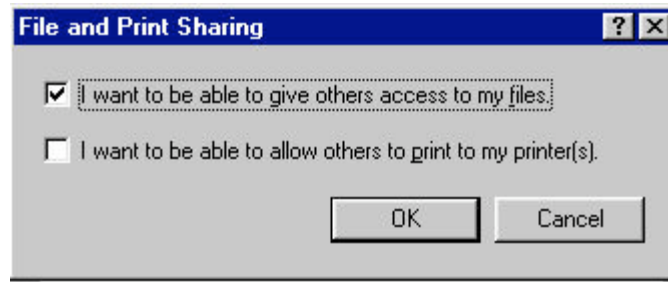 File and Print Sharing
I want to be able to give others access to my files.
I want to be able to allow others to print to my printer(s).
OK Cancel